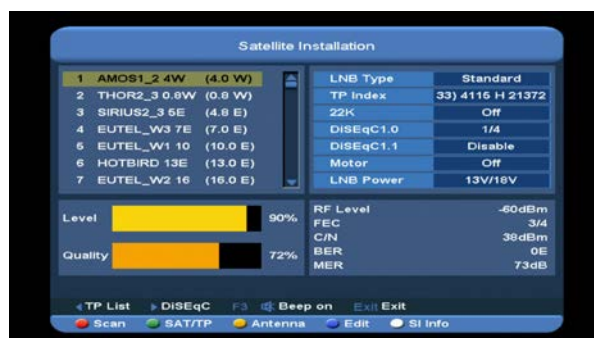 Satellite Installation
1 AMOS1_2 4W (4.0 W)
2 THOR2_3 0.8W (0.8 W)
3 SIRIUS2_3 5E (4.8 E)
4 EUTEL_W3 7E (7.0 E)
5 EUTEL_W1 10 (10.0 E)
6 HOTBIRD 13E (13.0 E)
7 EUTEL_W2 16 (16.0 E)
LNB Type Standard
TP Index 33) 4115 H 21372
22K Off
DiSEqC1.0 1/4
DiSEqC1.1 Disable
Motor Off
LNB Power 13V/18V
Level 90%
Quality 72%
RF Level -60dBm
FEC 3/4
C/N 38dBm
BER 0E
MER 73dB
TP List DiSEqC F3 Beep on Exit Exit
Scan SAT/TP Antenna Edit SI Info